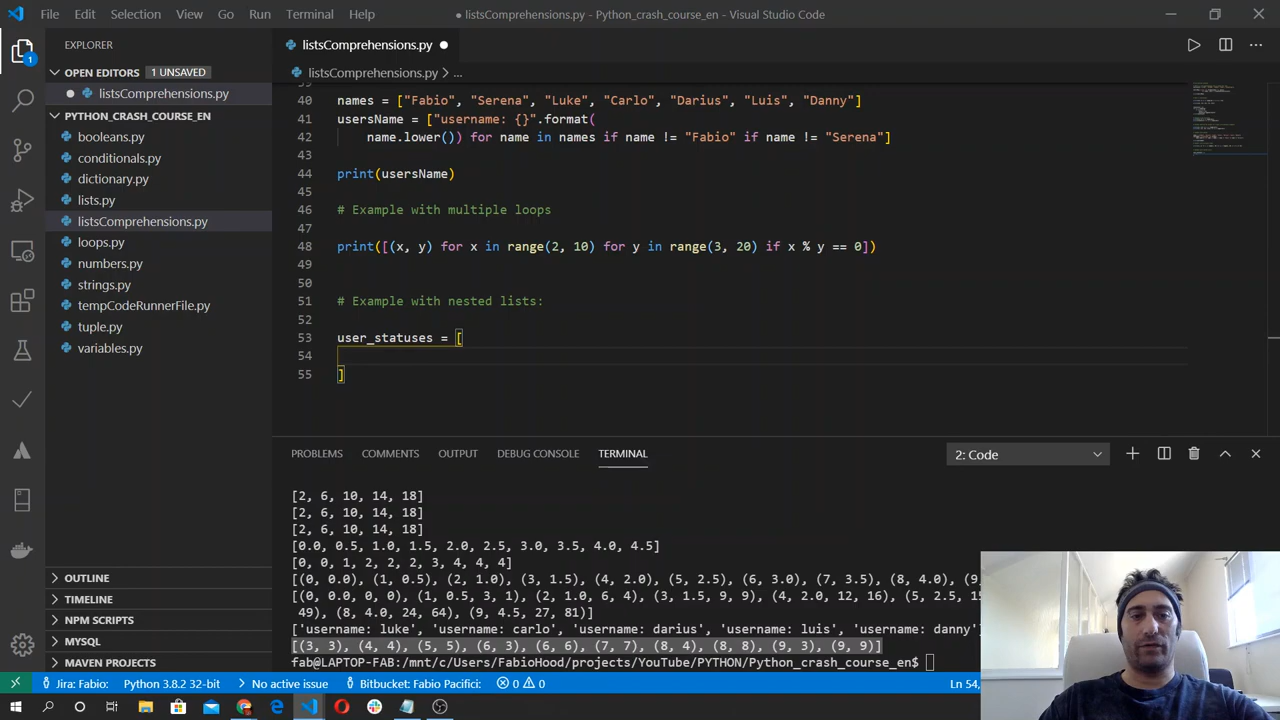 File Edit Selection View Go Run Terminal Help
● listsComprehensions.py - Python_crash_course_en - Visual Studio Code
EXPLORER
OPEN EDITORS 1 UNSAVED
listsComprehensions.py
PYTHON_CRASH_COURSE_EN
booleans.py
conditionals.py
dictionary.py
lists.py
listsComprehensions.py
loops.py
numbers.py
strings.py
tempCodeRunnerFile.py
tuple.py
variables.py
OUTLINE
TIMELINE
NPM SCRIPTS
MYSQL
MAVEN PROJECTS
1
listsComprehensions.py
listsComprehensions.py > ...
40 names = ["Fabio", "Serena", "Luke", "Carlo", "Darius", "Luis", "Danny"]
41 usersName = ["username: {}".format(
42 name.lower()) for name in names if name != "Fabio" if name != "Serena"]
43
44 print(usersName)
45
46 # Example with multiple loops
47
48 print([(x, y) for x in range(2, 10) for y in range(3, 20) if x % y == 0])
49
50
51 # Example with nested lists:
52
53 user_statuses = [
54
55 ]
PROBLEMS COMMENTS OUTPUT DEBUG CONSOLE TERMINAL 2: Code
[2, 6, 10, 14, 18]
[2, 6, 10, 14, 18]
[2, 6, 10, 14, 18]
[0.0, 0.5, 1.0, 1.5, 2.0, 2.5, 3.0, 3.5, 4.0, 4.5]
[0, 0, 1, 2, 2, 2, 3, 4, 4, 4]
[(0, 0.0), (1, 0.5), (2, 1.0), (3, 1.5), (4, 2.0), (5, 2.5), (6, 3.0), (7, 3.5), (8, 4.0), (9,
[(0, 0.0, 0, 0), (1, 0.5, 3, 1), (2, 1.0, 6, 4), (3, 1.5, 9, 9), (4, 2.0, 12, 16), (5, 2.5, 15
49), (8, 4.0, 24, 64), (9, 4.5, 27, 81)]
['username: luke', 'username: carlo', 'username: darius', 'username: luis', 'username: danny']
[(3, 3), (4, 4), (5, 5), (6, 3), (6, 6), (7, 7), (8, 4), (8, 8), (9, 3), (9, 9)]
fab@LAPTOP-FAB:/mnt/c/Users/FabioHood/projects/YouTube/PYTHON/Python_crash_course_en$
Jira: Fabio: Python 3.8.2 32-bit No active issue Bitbucket: Fabio Pacifici: 0 0 Ln 54,